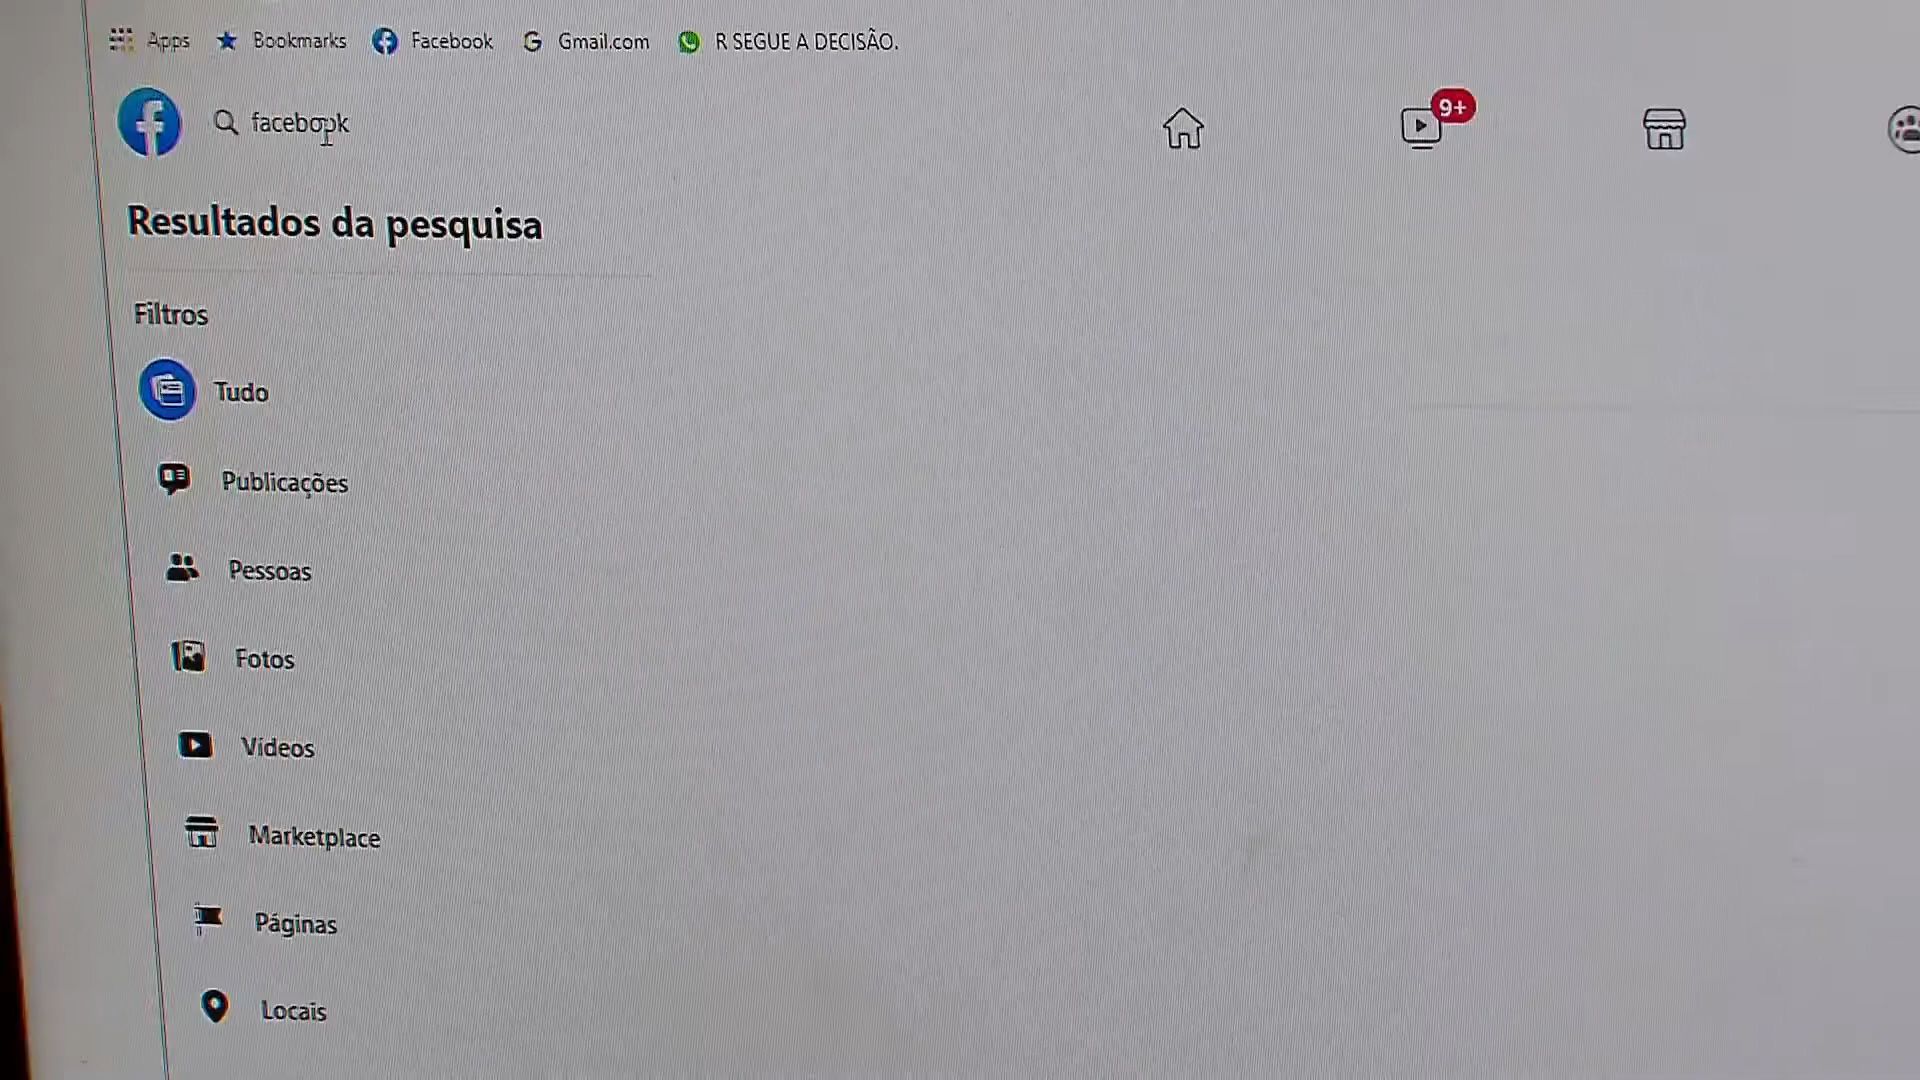 Apps Bookmarks Facebook Gmail.com R SEGUE A DECISÃO.
facebook
9+
Resultados da pesquisa
Filtros
Tudo
Publicações
Pessoas
Fotos
Vídeos
Marketplace
Páginas
Locais